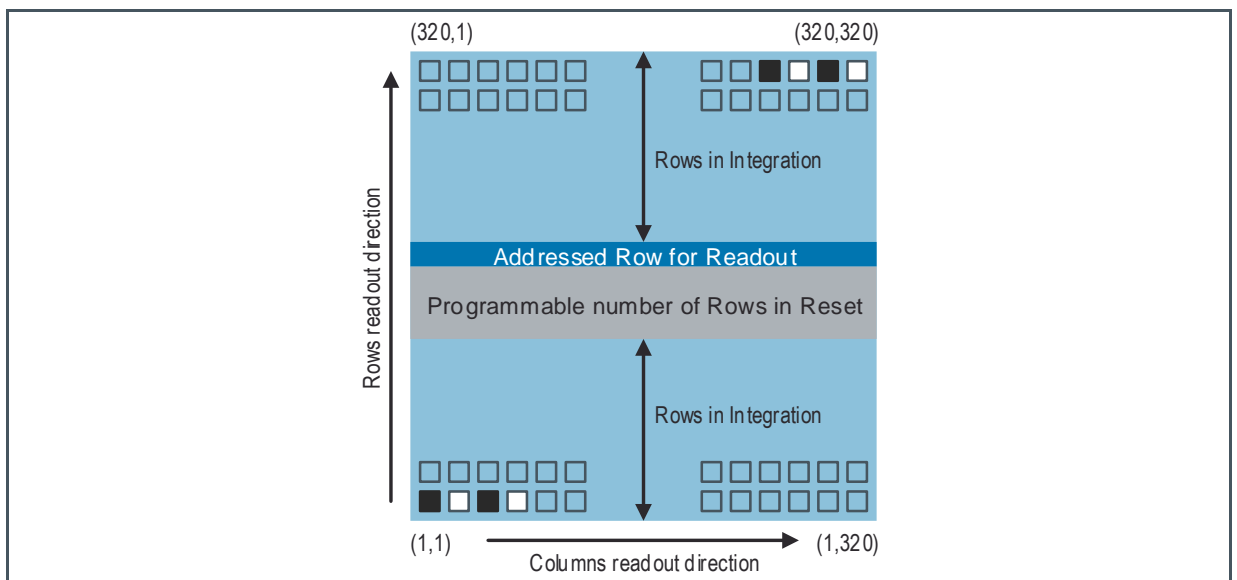 (320,1)
(320,320)
Rows in Integration
Rows readout direction
Addressed Row for Readout
Programmable number of Rows in Reset
Rows in Integration
(1,1)
(1,320)
Columns readout direction